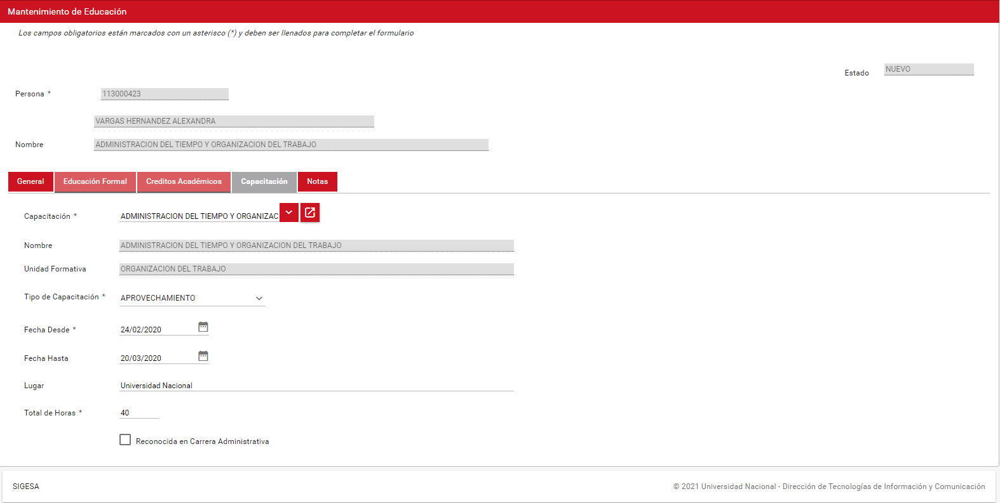 Mantenimiento de Educación
Los campos obligatorios están marcados con un asterisco (*) y deben ser llenados para completar el formulario
Estado NUEVO
Persona * 113000423
VARGAS HERNANDEZ ALEXANDRA
Nombre ADMINISTRACION DEL TIEMPO Y ORGANIZACION DEL TRABAJO
General Educación Formal Creditos Académicos Capacitación Notas
Capacitación * ADMINISTRACION DEL TIEMPO Y ORGANIZAC
Nombre ADMINISTRACION DEL TIEMPO Y ORGANIZACION DEL TRABAJO
Unidad Formativa ORGANIZACION DEL TRABAJO
Tipo de Capacitación * APROVECHAMIENTO
Fecha Desde * 24/02/2020
Fecha Hasta 20/03/2020
Lugar Universidad Nacional
Total de Horas * 40
Reconocida en Carrera Administrativa
SIGESA © 2021 Universidad Nacional - Dirección de Tecnologías de Información y Comunicación